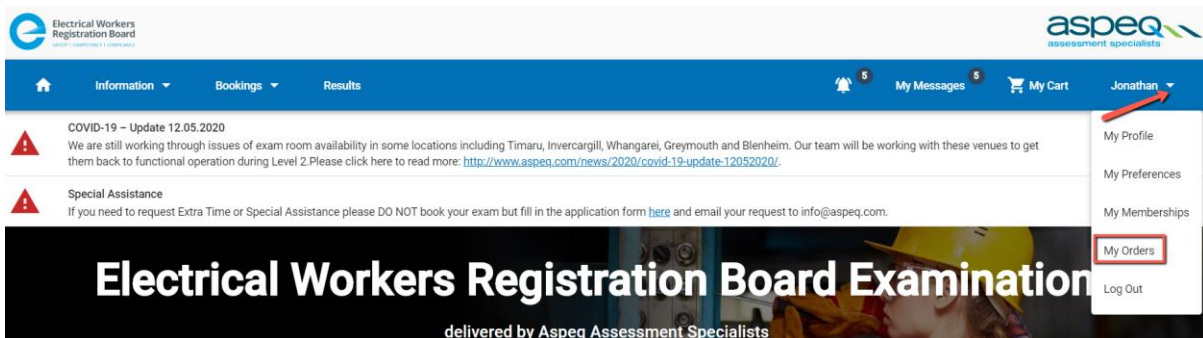 Electrical Workers
Registration Board
SAFETY | COMPETENCY | COMPLIANCE
aspeq
assessment specialists
Information
Bookings
Results
5
My Messages 5
My Cart
Jonathan
COVID-19 – Update 12.05.2020
We are still working through issues of exam room availability in some locations including Timaru, Invercargill, Whangarei, Greymouth and Blenheim. Our team will be working with these venues to get
them back to functional operation during Level 2.Please click here to read more: http://www.aspeq.com/news/2020/covid-19-update-12052020/.
Special Assistance
If you need to request Extra Time or Special Assistance please DO NOT book your exam but fill in the application form here and email your request to info@aspeq.com.
My Profile
My Preferences
My Memberships
My Orders
Log Out
Electrical Workers Registration Board Examination
delivered by Aspeq Assessment Specialists